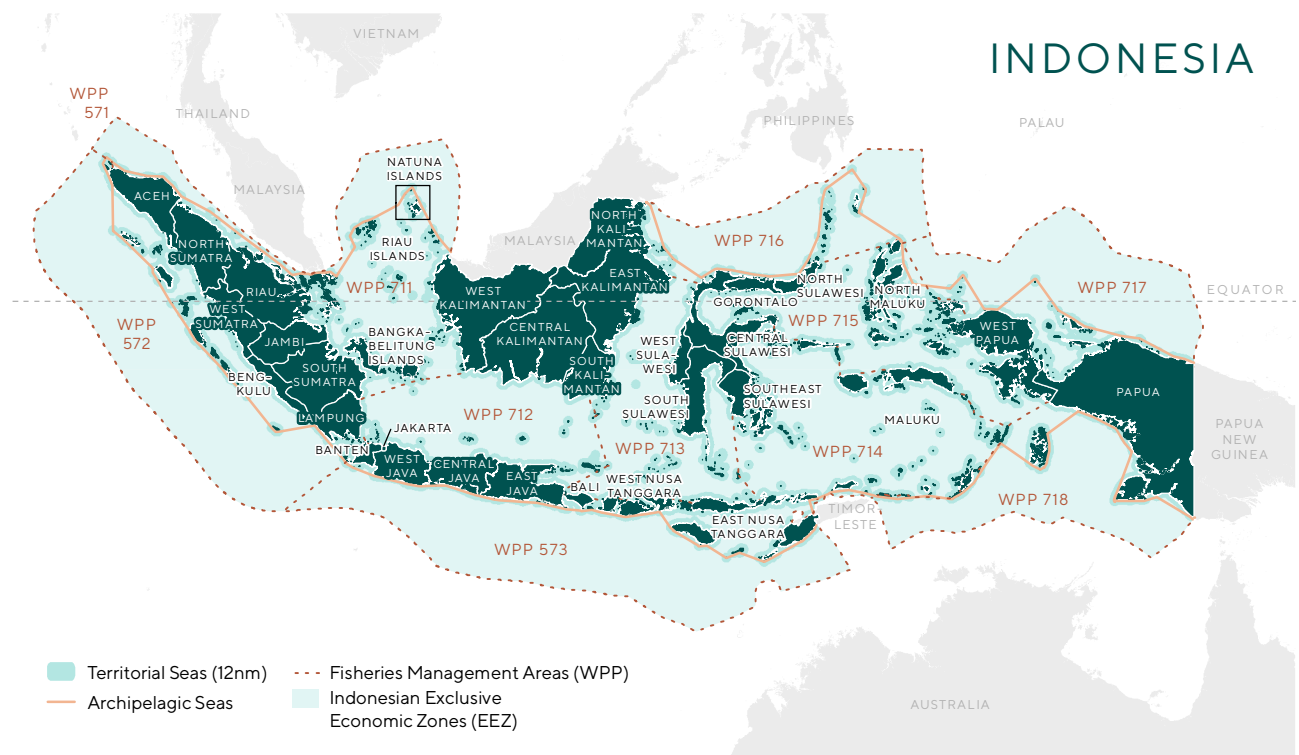 INDONESIA
VIETNAM
WPP
571
THAILAND
PHILIPPINES
PALAU
NATUNA
ISLANDS
MALAYSIA
ACEH
NORTH
KALI
MANTAN
MALAYSIA
WPP 716
NORTH
SUMATRA
RIAU
ISLANDS
EAST
KALIMANTAN
NORTH
SULAWESI
NORTH
MALUKU
WPP 717
EQUATOR
RIAU
WPP 711
WEST
KALIMANTAN
GORONTALO
WPP 715
WEST
SUMATRA
WPP
572
BANGKA-
BELITUNG
ISLANDS
CENTRAL
KALIMANTAN
WEST
SULA-
WESI
CENTRAL
SULAWESI
WEST
PAPUA
JAMBI
SOUTH
SUMATRA
BENG-
KULU
SOUTH
KALI-
MANTAN
SOUTH
SULAWESI
SOUTHEAST
SULAWESI
PAPUA
LAMPUNG
WPP 712
MALUKU
JAKARTA
BANTEN
WPP 713
WPP 714
PAPUA
NEW
GUINEA
WEST
JAVA
CENTRAL
JAVA
EAST
JAVA
BALI
WEST NUSA
TANGGARA
WPP 718
EAST NUSA
TANGGARA
TIMOR-
LESTE
WPP 573
AUSTRALIA
Territorial Seas (12nm)
Archipelagic Seas
Fisheries Management Areas (WPP)
Indonesian Exclusive
Economic Zones (EEZ)